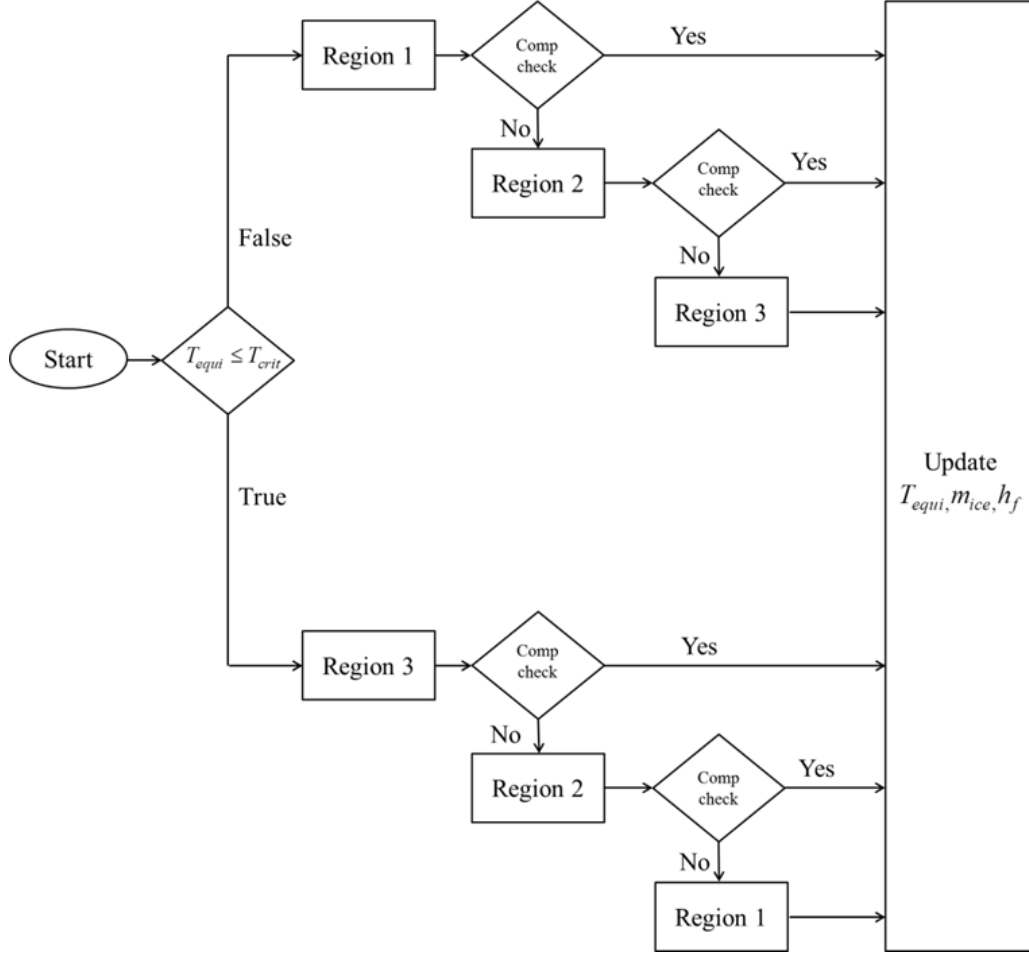 Region 1
Comp
check
Yes
No
Region 2
Comp
check
Yes
No
Region 3
False
Start
T_equi ≤ T_crit
True
Update
T_equi, m_ice, h_f
Region 3
Comp
check
Yes
No
Region 2
Comp
check
Yes
No
Region 1